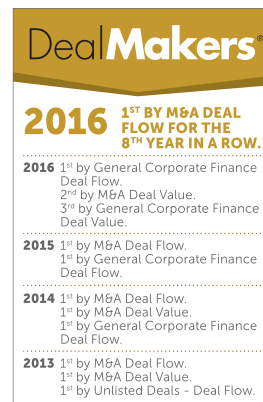 DealMakers®
2016
1ST BY M&A DEAL
FLOW FOR THE
8TH YEAR IN A ROW.
2016 1st by General Corporate Finance
Deal Flow.
2nd by M&A Deal Value.
3rd by General Corporate Finance
Deal Value.
2015 1st by M&A Deal Flow.
1st by General Corporate Finance
Deal Flow.
2014 1st by M&A Deal Flow.
1st by M&A Deal Value.
1st by General Corporate Finance
Deal Flow.
2013 1st by M&A Deal Flow.
1st by M&A Deal Value.
1st by Unlisted Deals - Deal Flow.